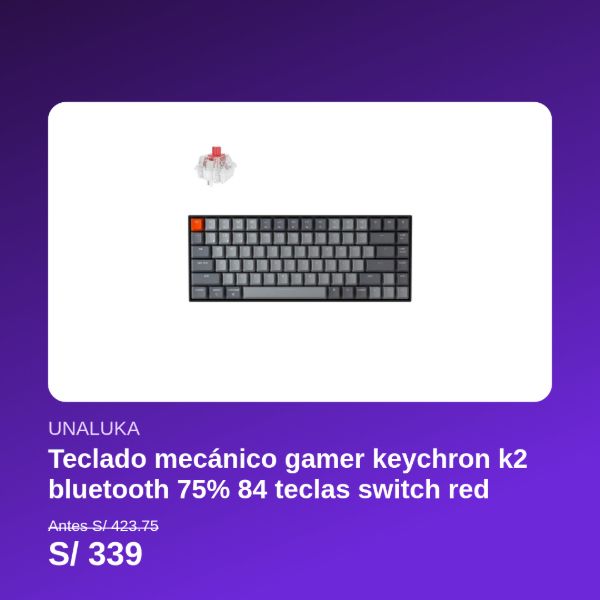 UNALUKA
Teclado mecánico gamer keychron k2
bluetooth 75% 84 teclas switch red
Antes S/ 423.75
S/ 339